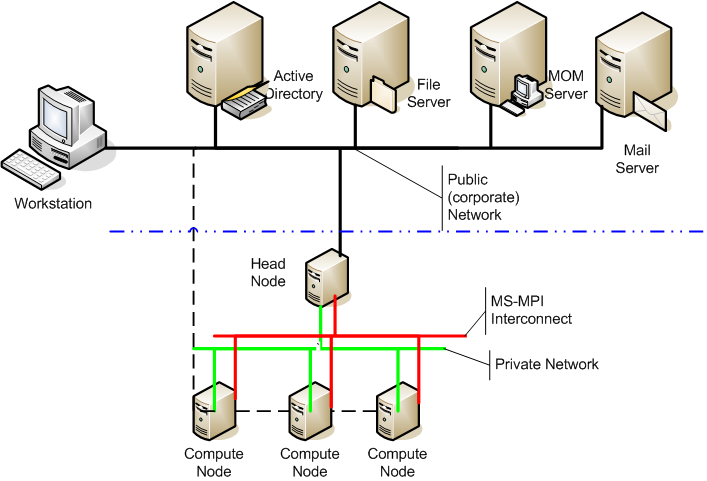 Active
Directory
File
Server
MOM
Server
Mail
Server
Workstation
Public
(corporate)
Network
Head
Node
MS-MPI
Interconnect
Private Network
Compute
Node
Compute
Node
Compute
Node